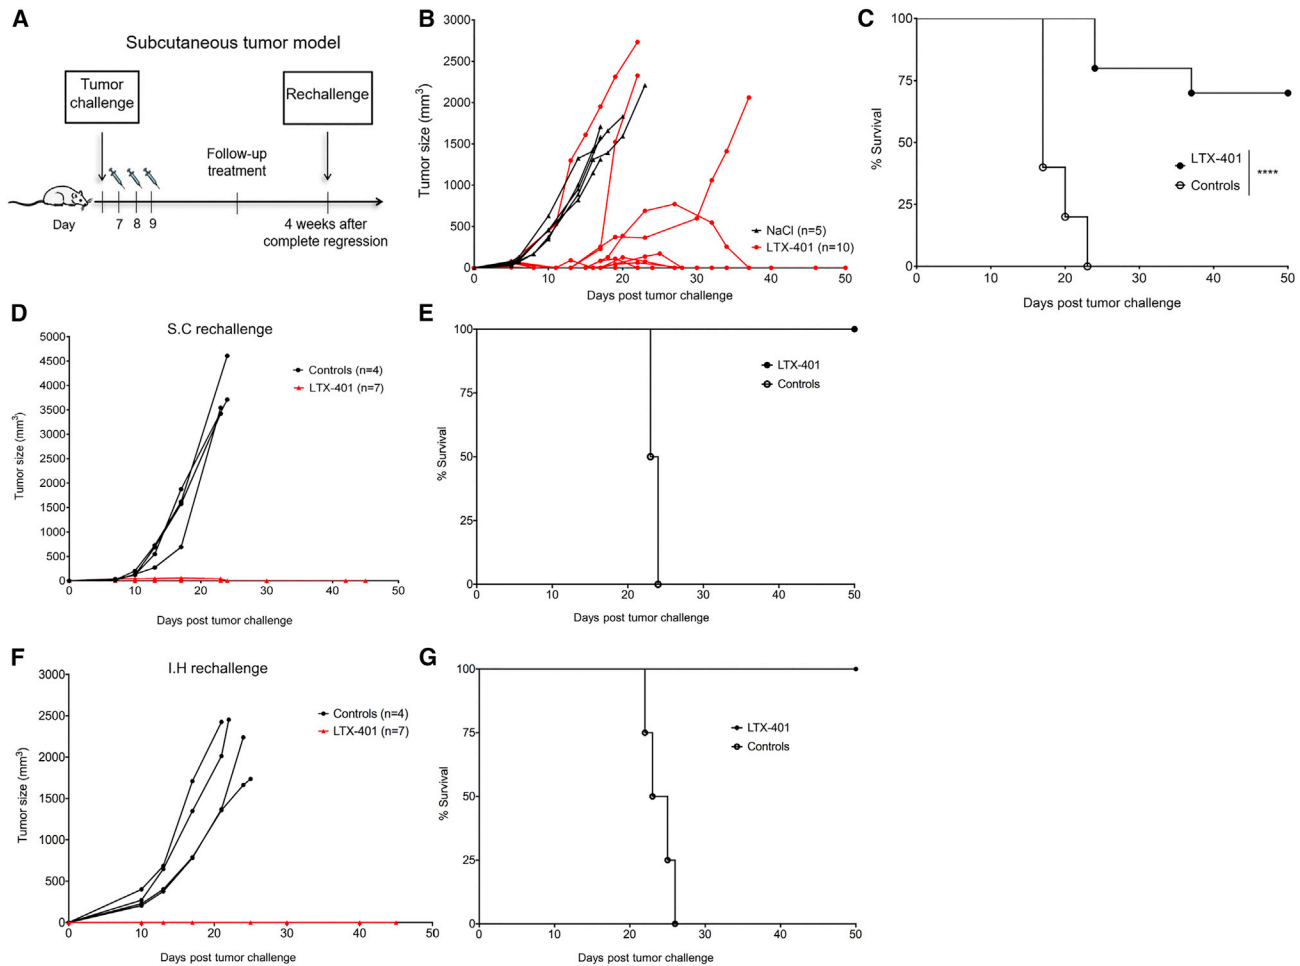 A
Subcutaneous tumor model
Tumor
challenge
Rechallenge
Follow-up
treatment
Day
7
8
9
4 weeks after
complete regression
B
3000
2500
2000
1500
1000
500
0
Tumor size (mm³)
NaCl (n=5)
LTX-401 (n=10)
0
10
20
30
40
50
Days post tumor challenge
C
100
75
50
25
0
% Survival
LTX-401
Controls
****
0
10
20
30
40
50
Days post tumor challenge
D
S.C rechallenge
5000
4500
4000
3500
3000
2500
2000
1500
1000
500
0
Tumor size (mm³)
Controls (n=4)
LTX-401 (n=7)
0
10
20
30
40
50
Days post tumor challenge
E
100
75
50
25
0
% Survival
LTX-401
Controls
0
10
20
30
40
50
Days post tumor challenge
F
I.H rechallenge
3000
2500
2000
1500
1000
500
0
Tumor size (mm³)
Controls (n=4)
LTX-401 (n=7)
0
10
20
30
40
50
Days post tumor challenge
G
100
75
50
25
0
% Survival
LTX-401
Controls
0
10
20
30
40
50
Days post tumor challenge